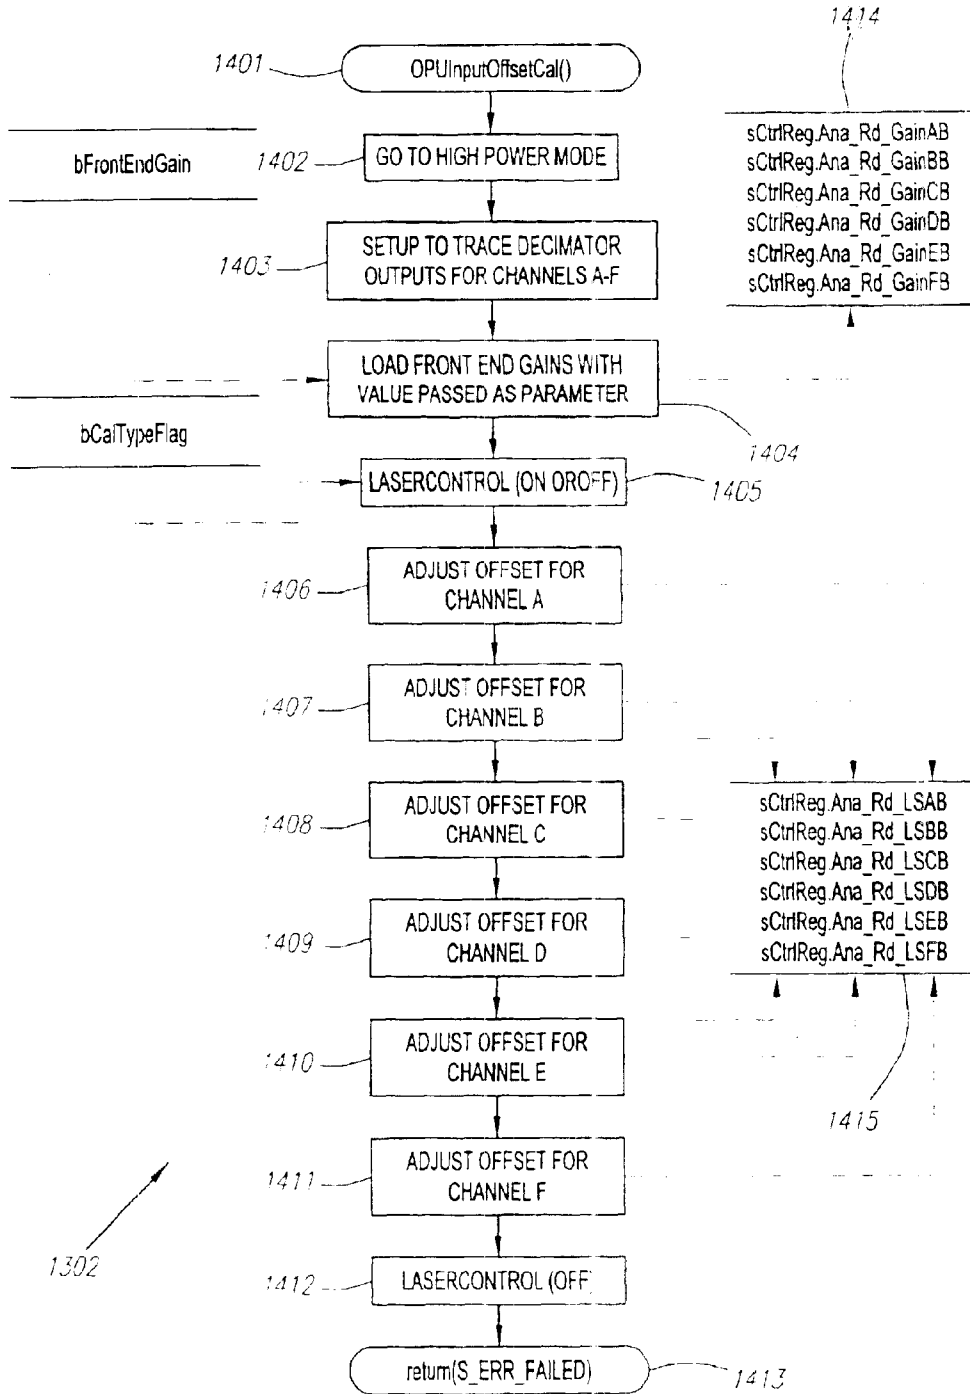 1414
1401
OPUInputOffsetCal()
sCtrlReg.Ana_Rd_GainAB
sCtrlReg.Ana_Rd_GainBB
sCtrlReg.Ana_Rd_GainCB
sCtrlReg.Ana_Rd_GainDB
sCtrlReg.Ana_Rd_GainEB
sCtrlReg.Ana_Rd_GainFB
bFrontEndGain
1402
GO TO HIGH POWER MODE
1403
SETUP TO TRACE DECIMATOR
OUTPUTS FOR CHANNELS A-F
LOAD FRONT END GAINS WITH
VALUE PASSED AS PARAMETER
1404
bCalTypeFlag
LASERCONTROL (ON OROFF)
1405
1406
ADJUST OFFSET FOR
CHANNEL A
1407
ADJUST OFFSET FOR
CHANNEL B
1408
ADJUST OFFSET FOR
CHANNEL C
sCtrlReg.Ana_Rd_LSAB
sCtrlReg.Ana_Rd_LSBB
sCtrlReg.Ana_Rd_LSCB
sCtrlReg.Ana_Rd_LSDB
sCtrlReg.Ana_Rd_LSEB
sCtrlReg.Ana_Rd_LSFB
1409
ADJUST OFFSET FOR
CHANNEL D
1410
ADJUST OFFSET FOR
CHANNEL E
1415
1411
ADJUST OFFSET FOR
CHANNEL F
1302
1412
LASERCONTROL (OFF)
return(S_ERR_FAILED)
1413